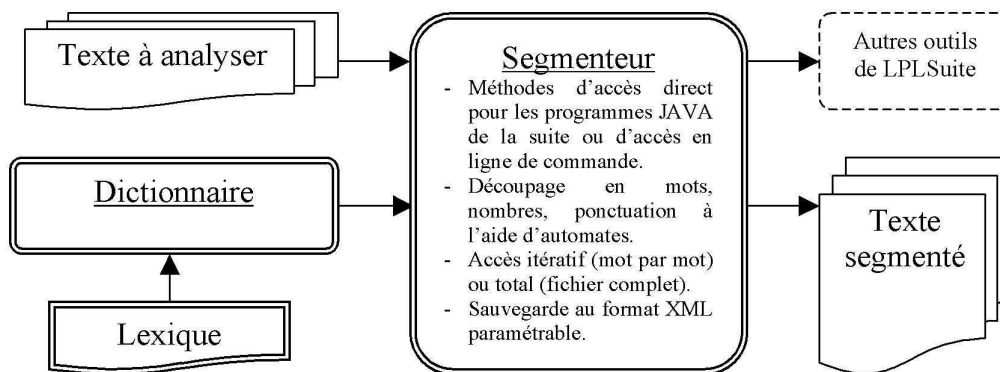 Texte à analyser
Dictionnaire
Lexique
Segmenteur
- Méthodes d'accès direct
pour les programmes JAVA
de la suite ou d'accès en
ligne de commande.
- Découpage en mots,
nombres, ponctuation à
l'aide d'automates.
- Accès itératif (mot par mot)
ou total (fichier complet).
- Sauvegarde au format XML
paramétrable.
Autres outils
de LPLSuite
Texte
segmenté